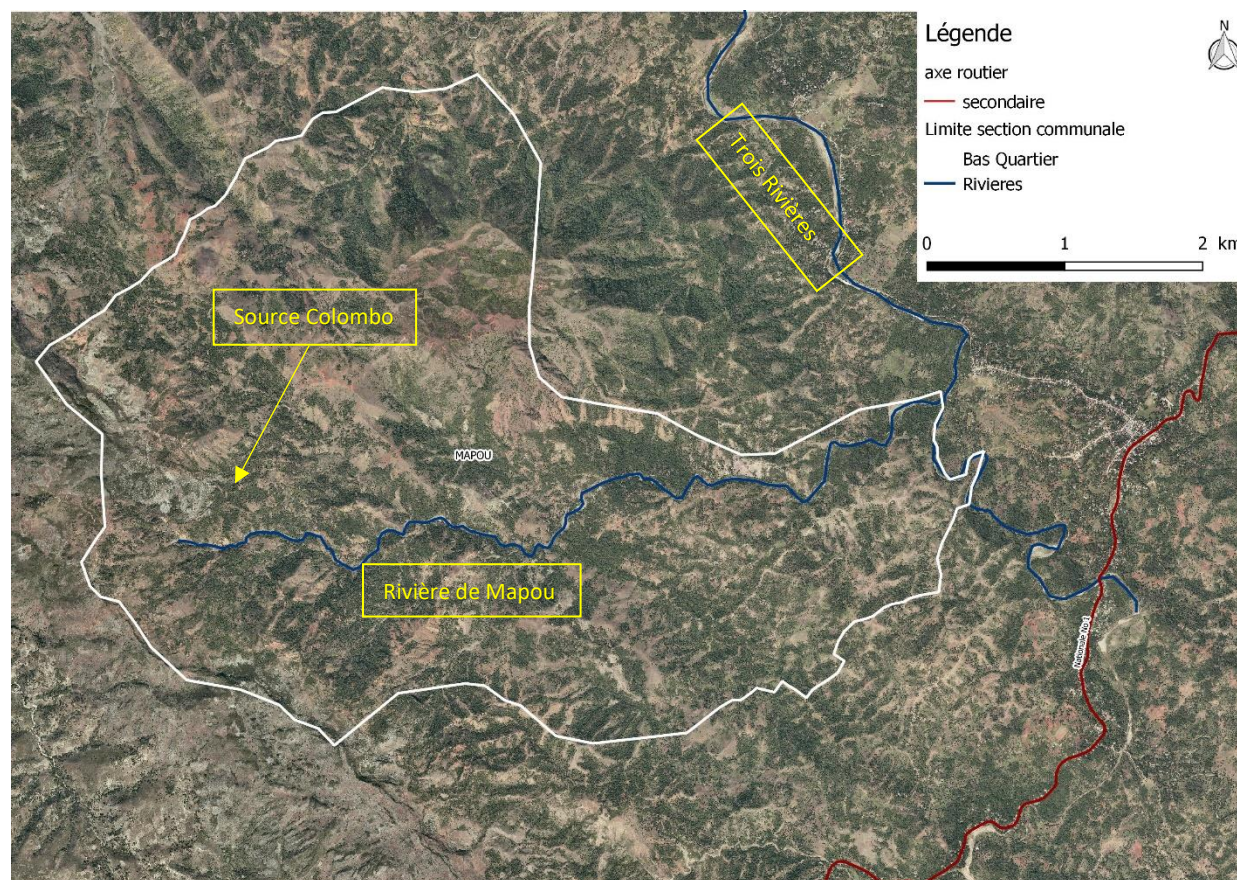 Légende
N
axe routier
secondaire
Limite section communale
Bas Quartier
Rivieres
0 1 2 km
Trois Rivières
Source Colombo
MAPOU
Rivière de Mapou
Nationale No 1